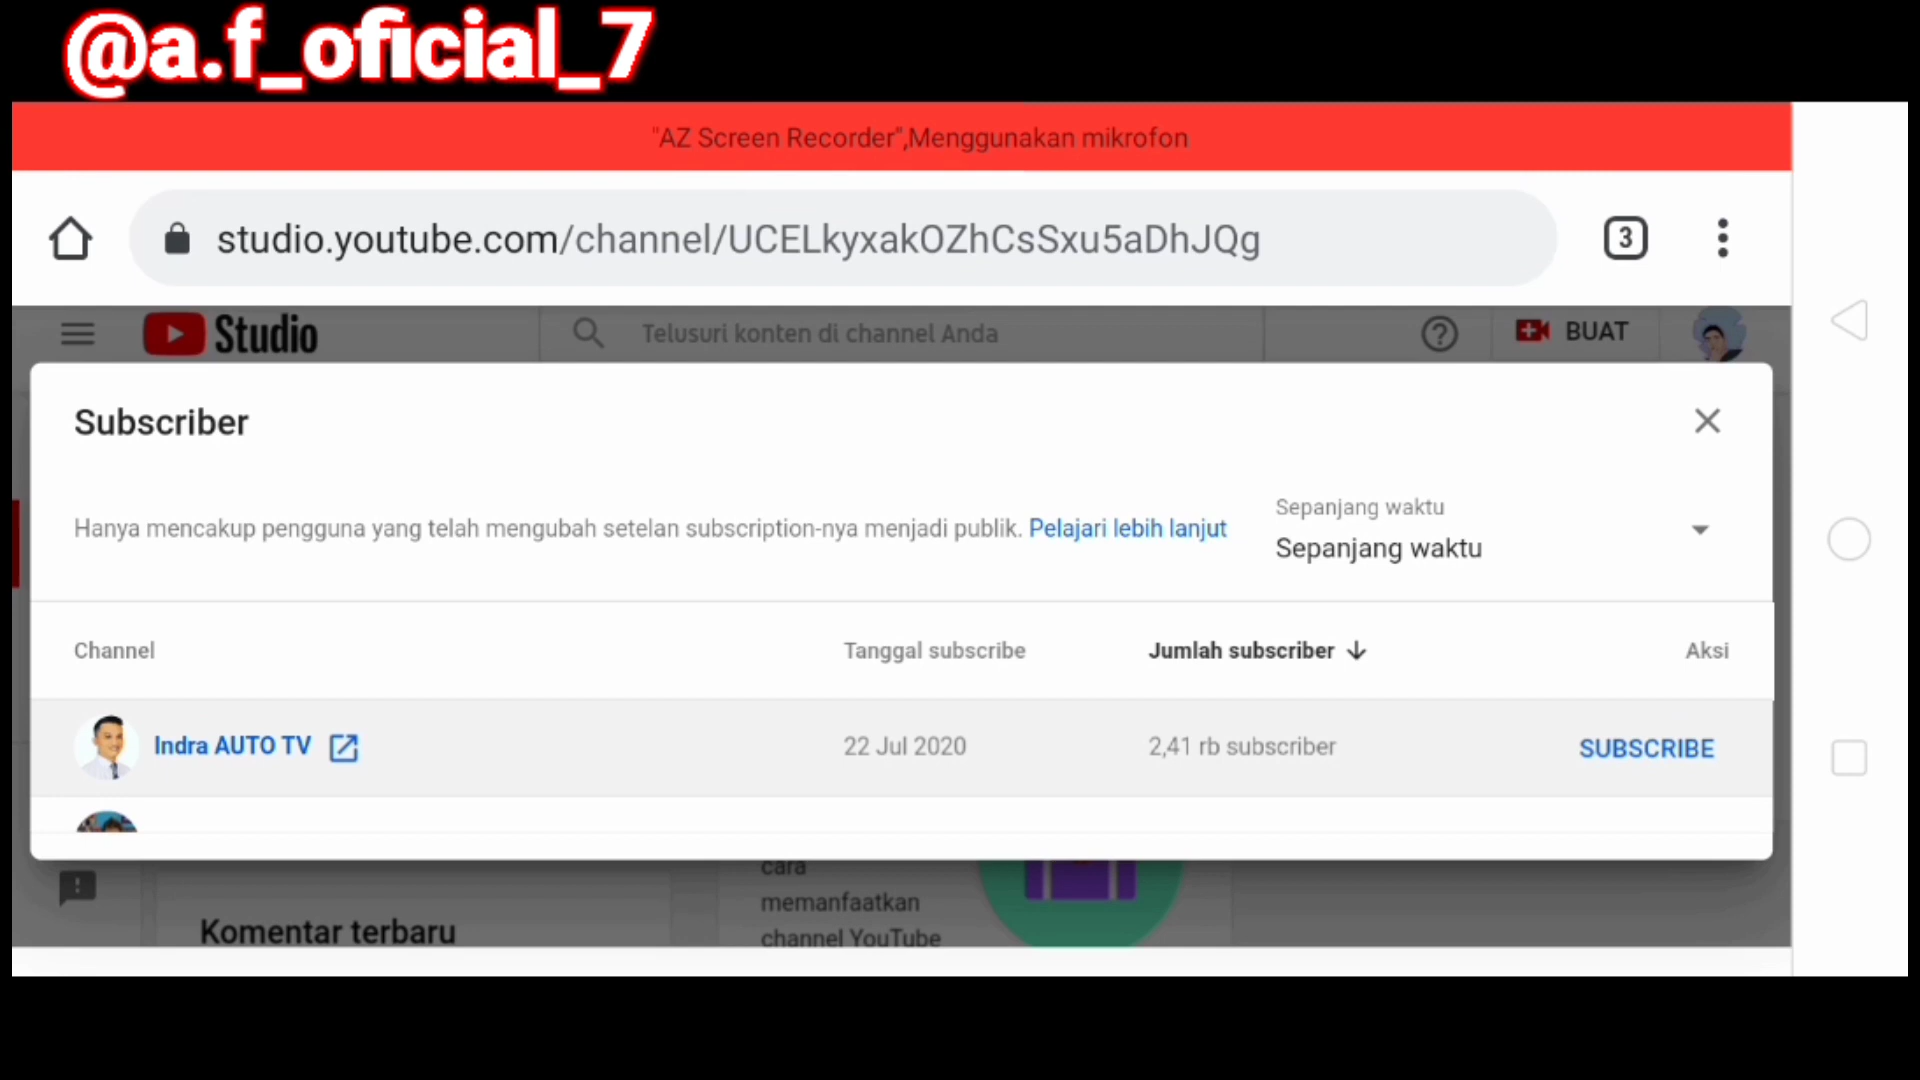 @a.f_oficial_7
"AZ Screen Recorder",Menggunakan mikrofon
studio.youtube.com/channel/UCELkyxakOZhCsSxu5aDhJQg
3
Studio
Telusuri konten di channel Anda
BUAT
Subscriber
Hanya mencakup pengguna yang telah mengubah setelan subscription-nya menjadi publik. Pelajari lebih lanjut
Sepanjang waktu
Sepanjang waktu
Channel
Tanggal subscribe
Jumlah subscriber
Aksi
Indra AUTO TV
22 Jul 2020
2,41 rb subscriber
SUBSCRIBE
cara
memanfaatkan
channel YouTube
Komentar terbaru